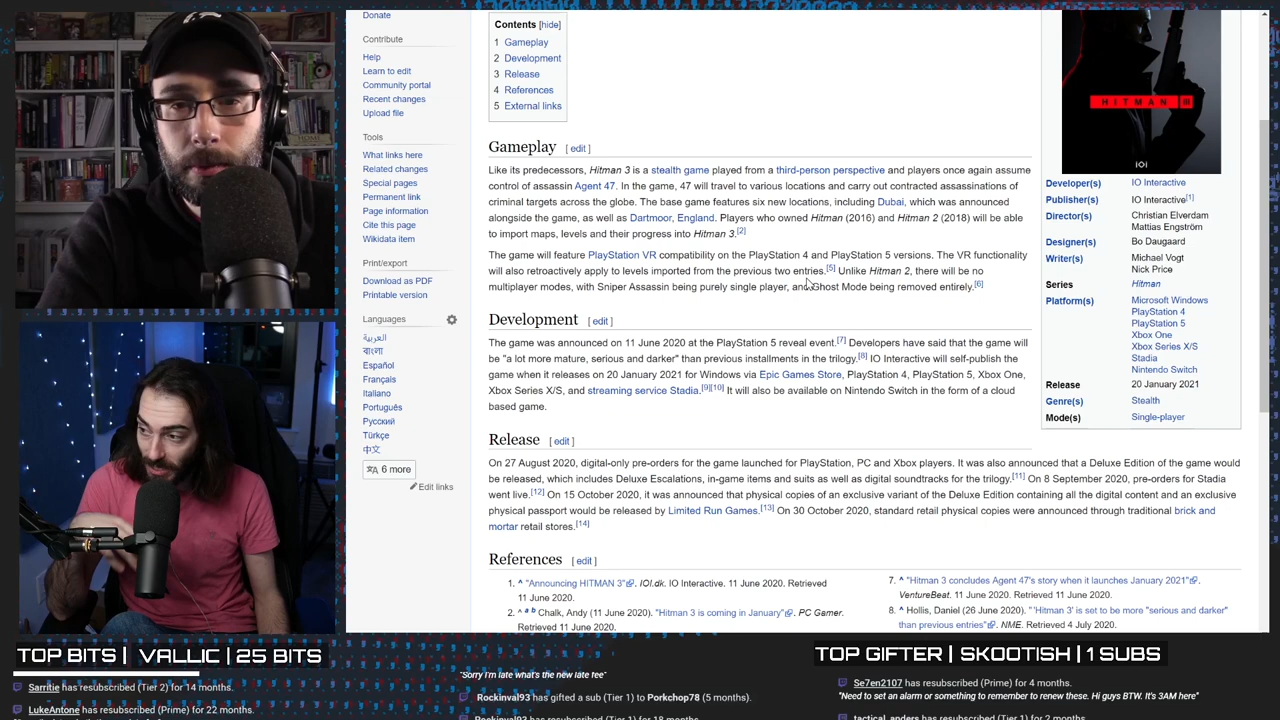 Donate
Contribute
Help
Learn to edit
Community portal
Recent changes
Upload file
Tools
What links here
Related changes
Special pages
Permanent link
Page information
Cite this page
Wikidata item
Print/export
Download as PDF
Printable version
Languages
العربية
বাংলা
Español
Français
Italiano
Português
Русский
Türkçe
中文
6 more
Edit links
Contents [hide]
1 Gameplay
2 Development
3 Release
4 References
5 External links
Gameplay [ edit ]
Like its predecessors, Hitman 3 is a stealth game played from a third-person perspective and players once again assume
control of assassin Agent 47. In the game, 47 will travel to various locations and carry out contracted assassinations of
criminal targets across the globe. The base game features six new locations, including Dubai, which was announced
alongside the game, as well as Dartmoor, England. Players who owned Hitman (2016) and Hitman 2 (2018) will be able
to import maps, levels and their progress into Hitman 3.[2]
The game will feature PlayStation VR compatibility on the PlayStation 4 and PlayStation 5 versions. The VR functionality
will also retroactively apply to levels imported from the previous two entries.[5] Unlike Hitman 2, there will be no
multiplayer modes, with Sniper Assassin being purely single player, and Ghost Mode being removed entirely.[6]
Development [ edit ]
The game was announced on 11 June 2020 at the PlayStation 5 reveal event.[7] Developers have said that the game will
be "a lot more mature, serious and darker" than previous installments in the trilogy.[8] IO Interactive will self-publish the
game when it releases on 20 January 2021 for Windows via Epic Games Store, PlayStation 4, PlayStation 5, Xbox One,
Xbox Series X/S, and streaming service Stadia.[9][10] It will also be available on Nintendo Switch in the form of a cloud
based game.
Release [ edit ]
On 27 August 2020, digital-only pre-orders for the game launched for PlayStation, PC and Xbox players. It was also announced that a Deluxe Edition of the game would
be released, which includes Deluxe Escalations, in-game items and suits as well as digital soundtracks for the trilogy.[11] On 8 September 2020, pre-orders for Stadia
went live.[12] On 15 October 2020, it was announced that physical copies of an exclusive variant of the Deluxe Edition containing all the digital content and an exclusive
physical passport would be released by Limited Run Games.[13] On 30 October 2020, standard retail physical copies were announced through traditional brick and
mortar retail stores.[14]
References [ edit ]
1. ^ "Announcing HITMAN 3". IOI.dk. IO Interactive. 11 June 2020. Retrieved
11 June 2020.
2. ^ a b Chalk, Andy (11 June 2020). "Hitman 3 is coming in January". PC Gamer.
Retrieved 11 June 2020.
7. ^ "Hitman 3 concludes Agent 47's story when it launches January 2021".
VentureBeat. 11 June 2020. Retrieved 11 June 2020.
8. ^ Hollis, Daniel (26 June 2020). "'Hitman 3' is set to be more "serious and darker"
than previous entries". NME. Retrieved 4 July 2020.
HITMAN III
IOI
Developer(s) IO Interactive
Publisher(s) IO Interactive[1]
Director(s) Christian Elverdam
Mattias Engström
Designer(s) Bo Daugaard
Writer(s) Michael Vogt
Nick Price
Series Hitman
Platform(s) Microsoft Windows
PlayStation 4
PlayStation 5
Xbox One
Xbox Series X/S
Stadia
Nintendo Switch
Release 20 January 2021
Genre(s) Stealth
Mode(s) Single-player
TOP BITS | VALLIC | 25 BITS
TOP GIFTER | SKOOTISH | 1 SUBS
Sarritie has resubscribed (Tier 2) for 14 months.
LukeAntone has resubscribed (Prime) for 22 months.
"Sorry I'm late what's the new late tee"
Rockinval93 has gifted a sub (Tier 1) to Porkchop78 (5 months).
Rockinval93 has resubscribed (Tier 1) for 18 months.
Se7en2107 has resubscribed (Prime) for 4 months.
"Need to set an alarm or something to remember to renew these. Hi guys BTW. It's 3AM here"
tactical_anders has resubscribed (Tier 1) for 2 months.